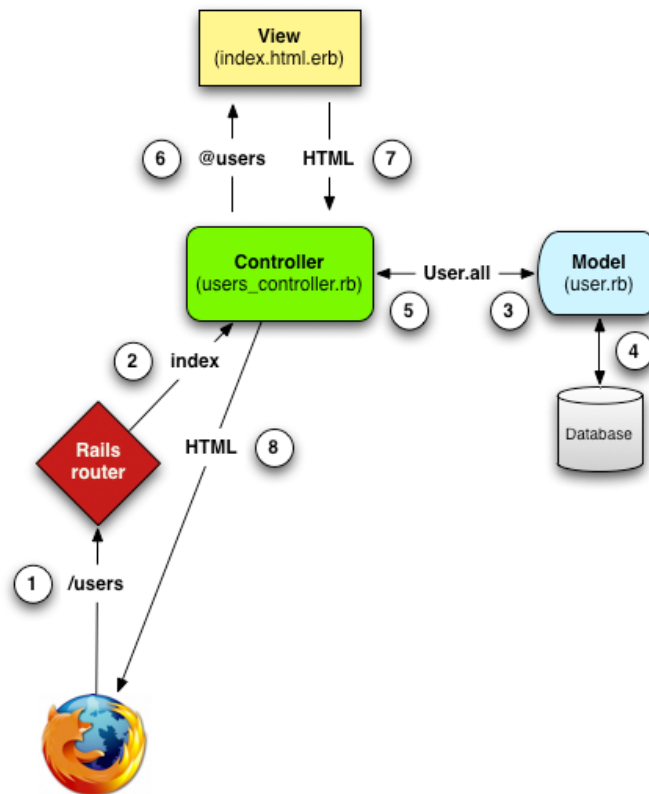 View
(index.html.erb)
6
@users
HTML
7
Controller
(users_controller.rb)
User.all
Model
(user.rb)
5
3
2
index
4
Database
Rails
router
HTML
8
1
/users